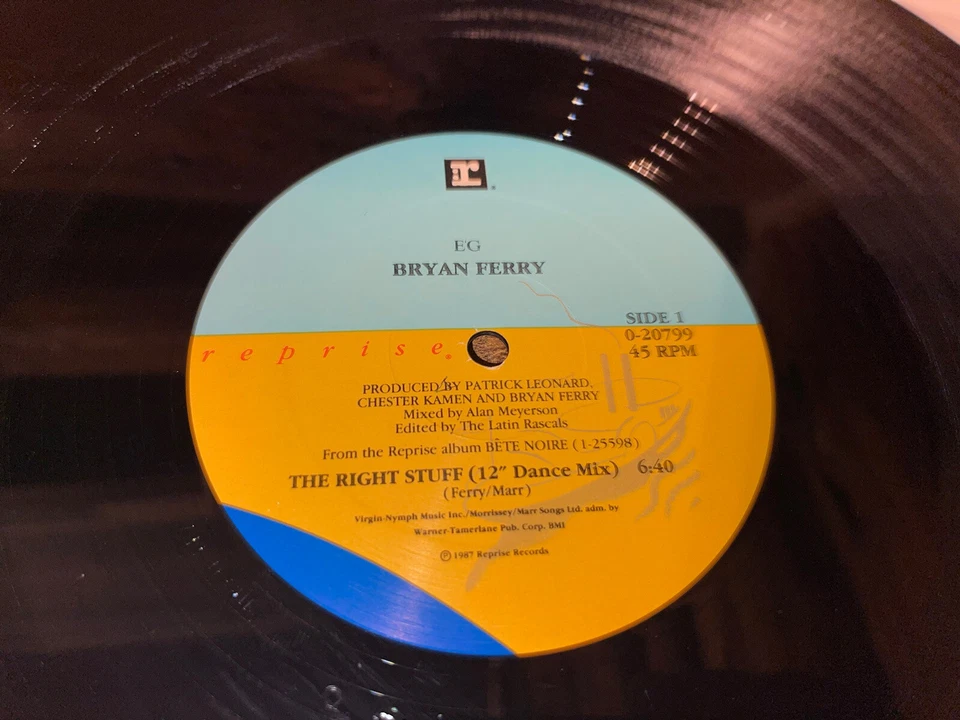 r
E'G
BRYAN FERRY
SIDE 1
0-20799
45 RPM
reprise
PRODUCED BY PATRICK LEONARD,
CHESTER KAMEN AND BRYAN FERRY
Mixed by Alan Meyerson
Edited by The Latin Rascals
From the Reprise album BÊTE NOIRE (1-25598)
THE RIGHT STUFF (12" Dance Mix) 6:40
(Ferry/Marr)
Virgin-Nymph Music Inc./Morrissey/Marr Songs Ltd. adm. by
Warner-Tamerlane Pub. Corp. BMI
℗ 1987 Reprise Records